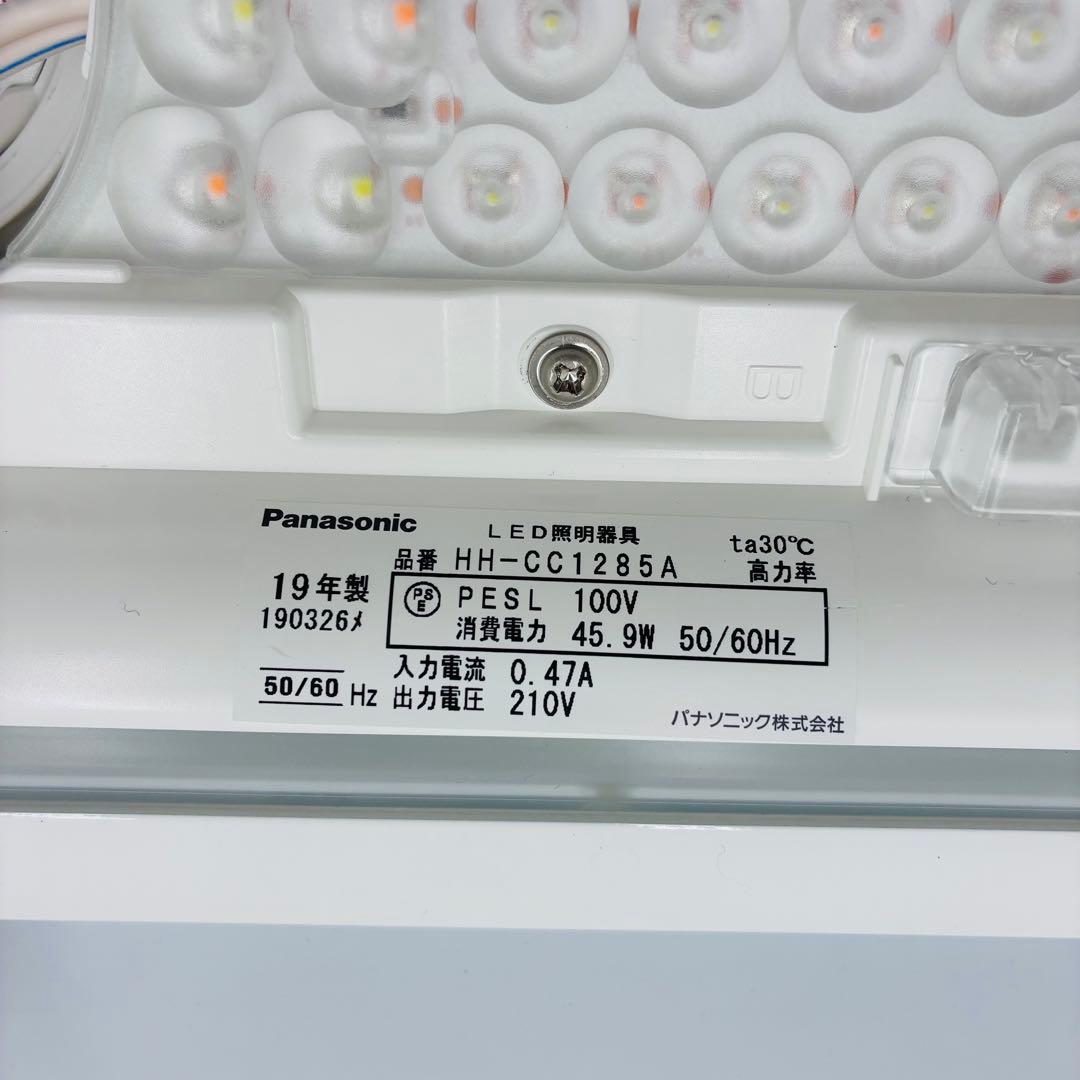 B
Panasonic
LED照明器具
ta30℃
品番 HH-CC1285A
高力率
19年製
190326メ
PSE
PESL 100V
消費電力 45.9W 50/60Hz
入力電流 0.47A
50/60 Hz
出力電圧 210V
パナソニック株式会社